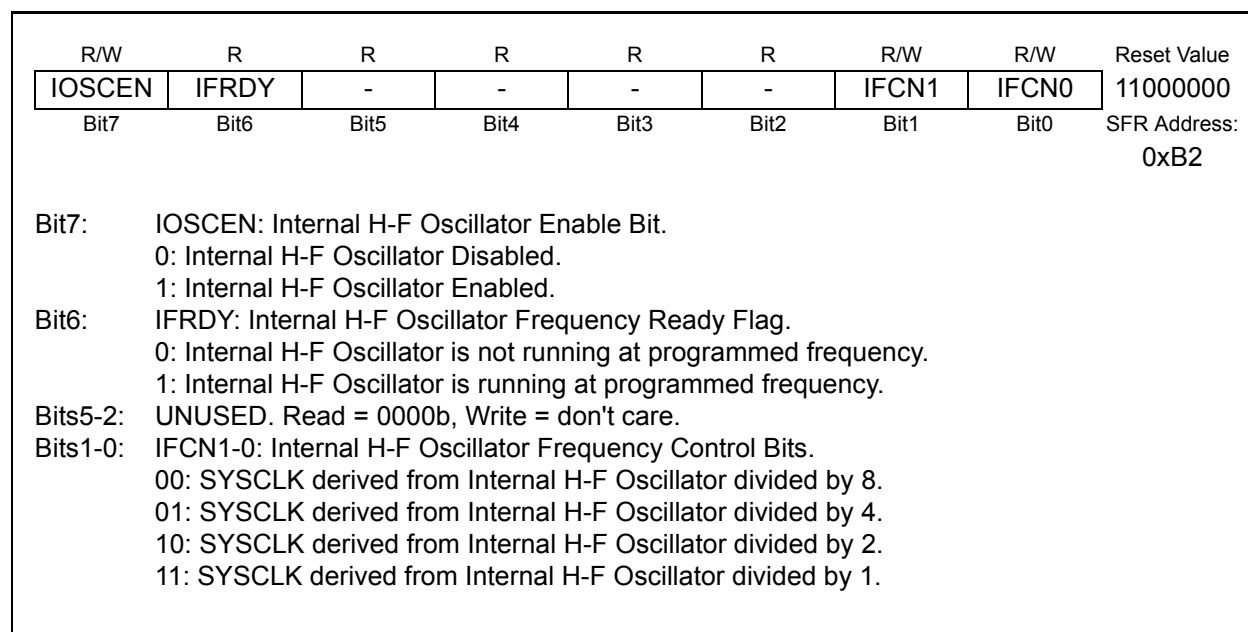 R/W R R R R R R/W R/W Reset Value
IOSCEN IFRDY - - - - IFCN1 IFCN0 11000000
Bit7 Bit6 Bit5 Bit4 Bit3 Bit2 Bit1 Bit0 SFR Address:
0xB2
Bit7: IOSCEN: Internal H-F Oscillator Enable Bit.
0: Internal H-F Oscillator Disabled.
1: Internal H-F Oscillator Enabled.
Bit6: IFRDY: Internal H-F Oscillator Frequency Ready Flag.
0: Internal H-F Oscillator is not running at programmed frequency.
1: Internal H-F Oscillator is running at programmed frequency.
Bits5-2: UNUSED. Read = 0000b, Write = don't care.
Bits1-0: IFCN1-0: Internal H-F Oscillator Frequency Control Bits.
00: SYSCLK derived from Internal H-F Oscillator divided by 8.
01: SYSCLK derived from Internal H-F Oscillator divided by 4.
10: SYSCLK derived from Internal H-F Oscillator divided by 2.
11: SYSCLK derived from Internal H-F Oscillator divided by 1.